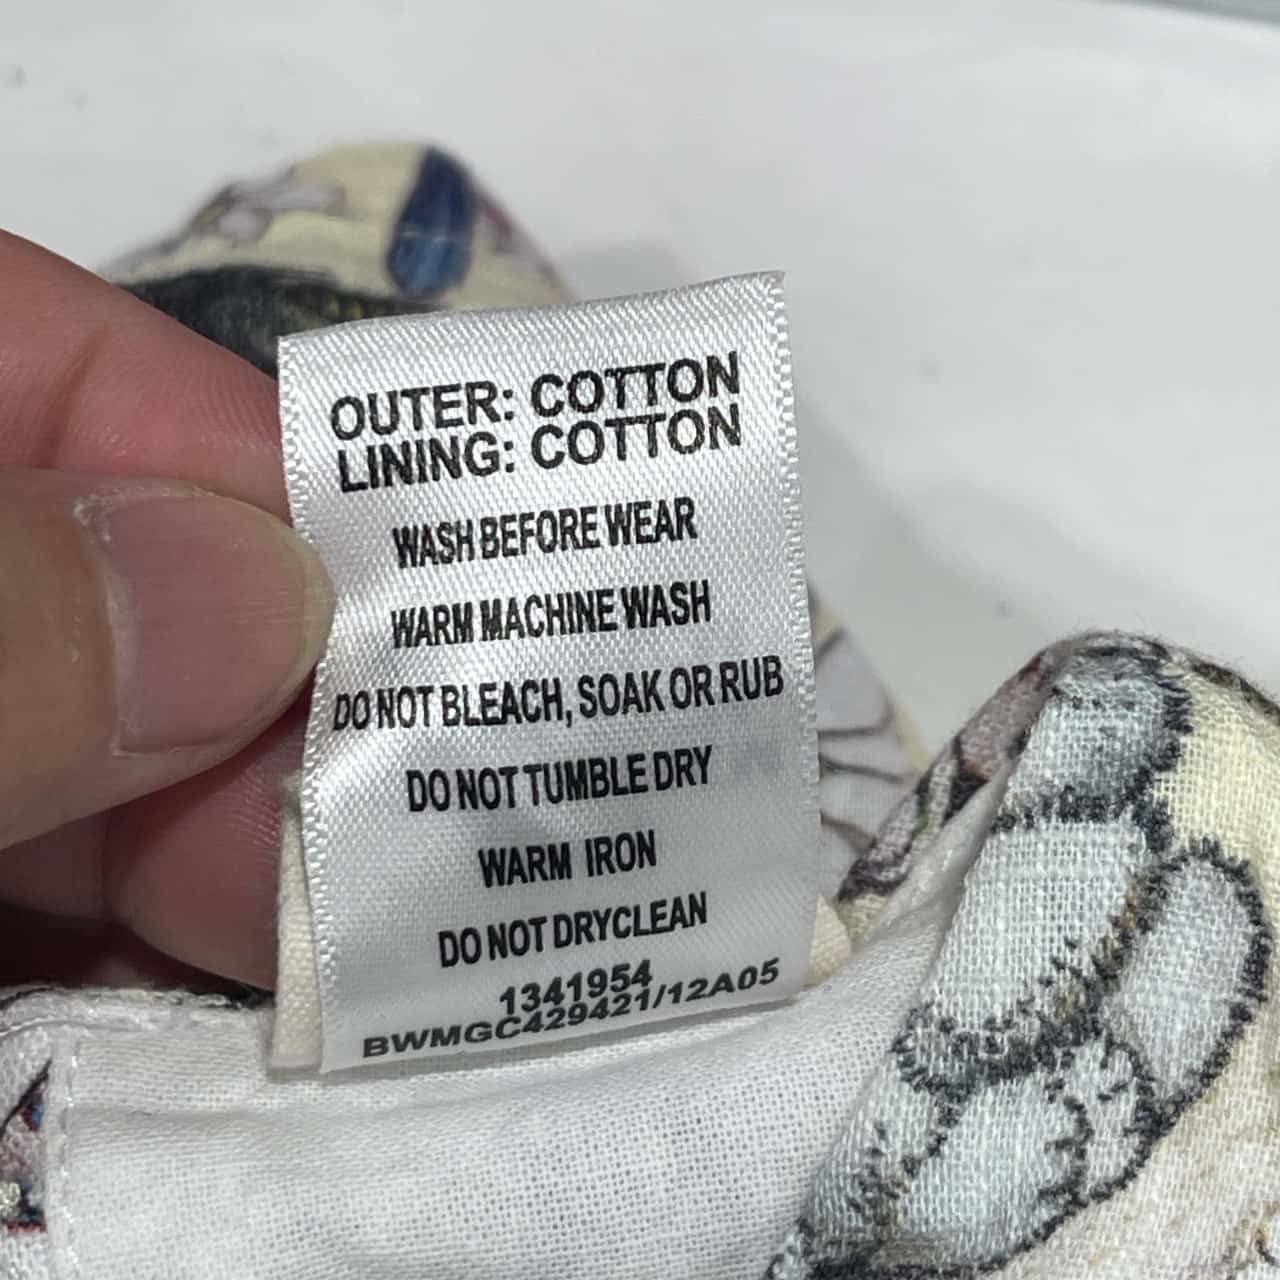 OUTER: COTTON
LINING: COTTON
WASH BEFORE WEAR
WARM MACHINE WASH
DO NOT BLEACH, SOAK OR RUB
DO NOT TUMBLE DRY
WARM IRON
DO NOT DRYCLEAN
1341954
BWMGC429421/12A05